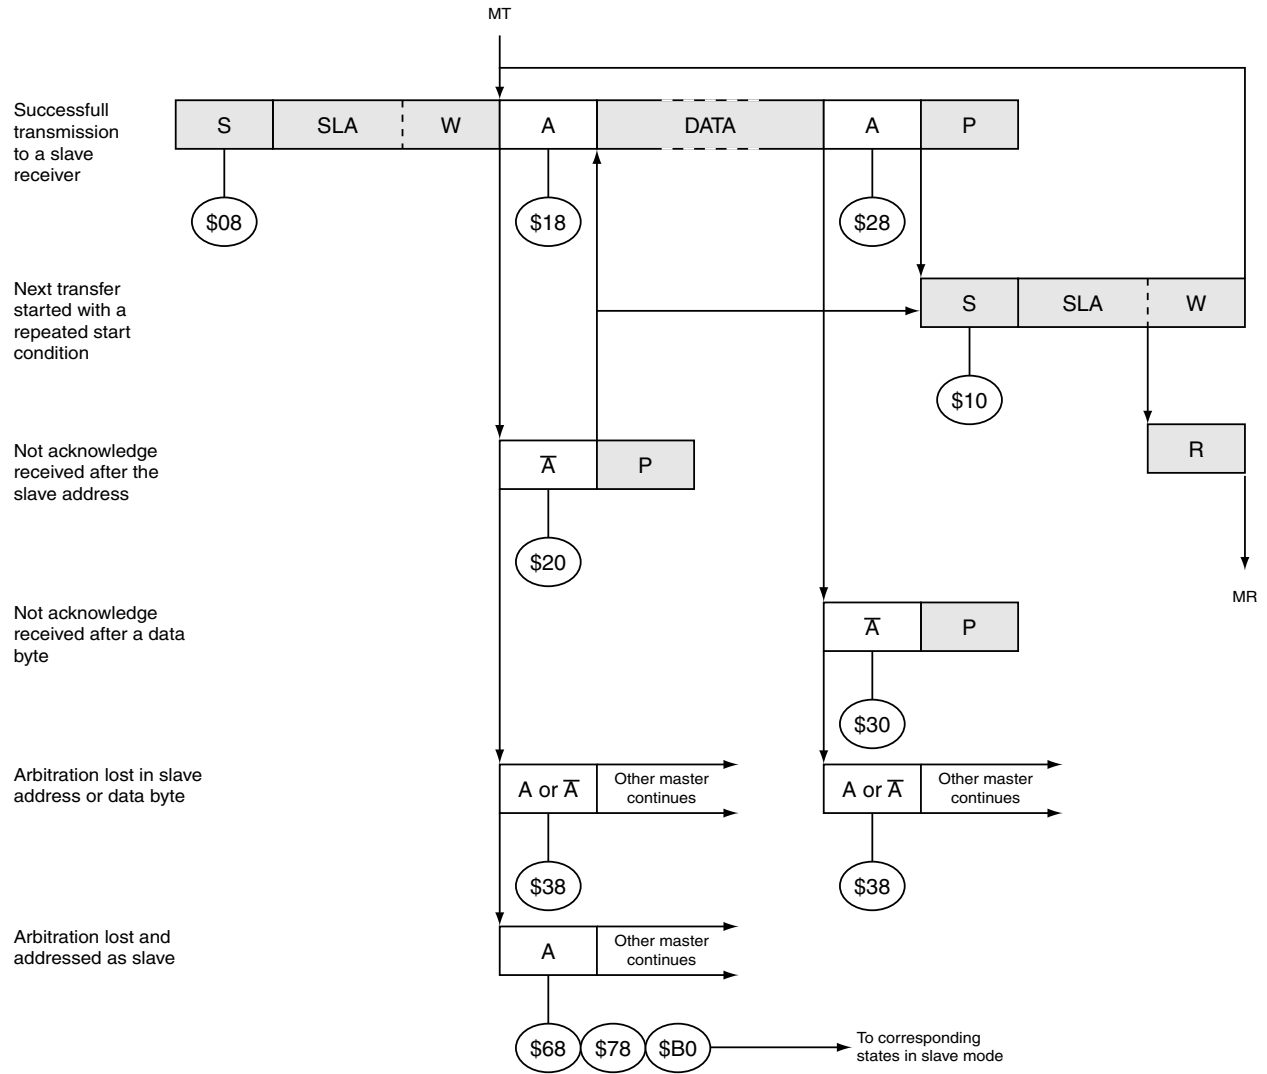 MT
Successfull
transmission
to a slave
receiver
S
SLA
W
A
DATA
A
P
$08
$18
$28
Next transfer
started with a
repeated start
condition
S
SLA
W
$10
Not acknowledge
received after the
slave address
A̅
P
R
$20
MR
Not acknowledge
received after a data
byte
A̅
P
$30
Arbitration lost in slave
address or data byte
A or A̅
Other master
continues
A or A̅
Other master
continues
$38
$38
Arbitration lost and
addressed as slave
A
Other master
continues
$68
$78
$B0
To corresponding
states in slave mode